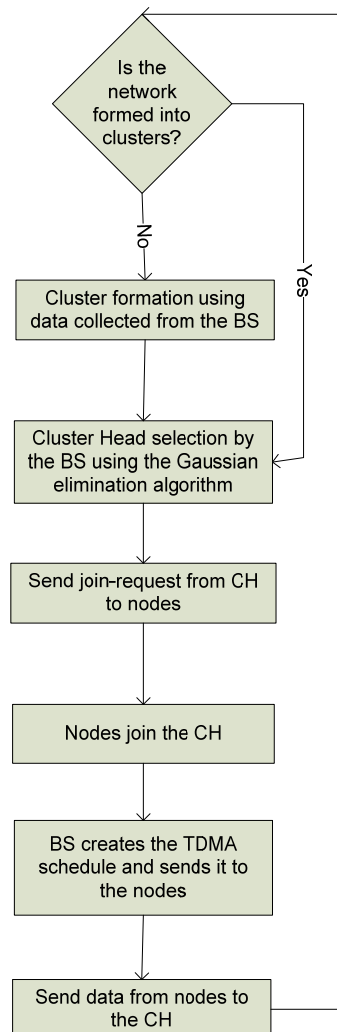 Is the
network
formed into
clusters?
No
Yes
Cluster formation using
data collected from the BS
Cluster Head selection by
the BS using the Gaussian
elimination algorithm
Send join-request from CH
to nodes
Nodes join the CH
BS creates the TDMA
schedule and sends it to
the nodes
Send data from nodes to
the CH